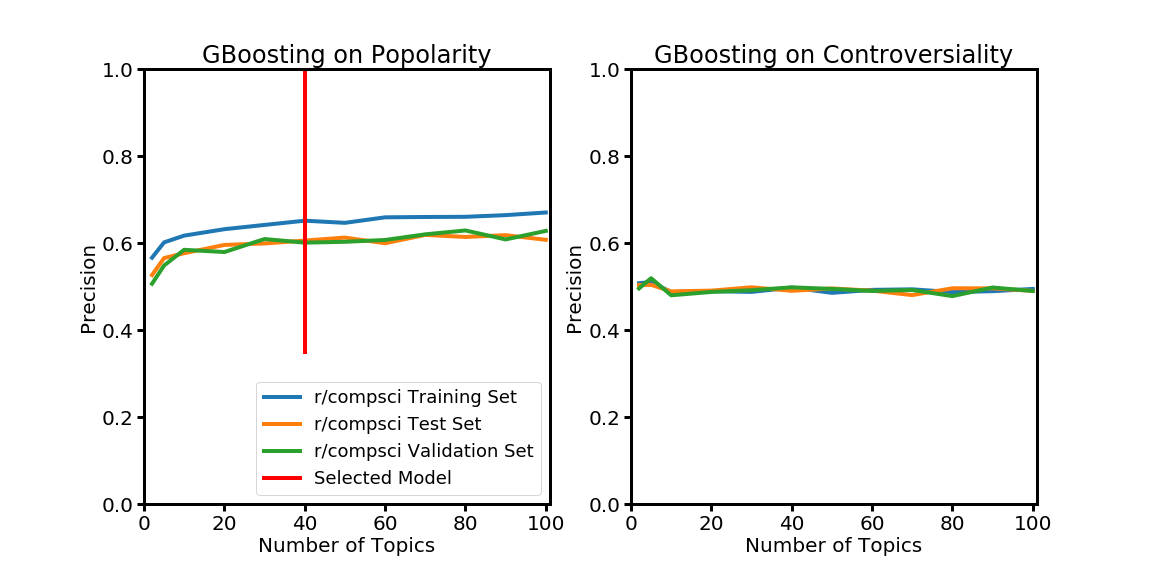 GBoosting on Popolarity
1.0
0.8
0.6
0.4
0.2
0.0
Precision
0 20 40 60 80 100
Number of Topics
r/compsci Training Set
r/compsci Test Set
r/compsci Validation Set
Selected Model
GBoosting on Controversiality
1.0
0.8
0.6
0.4
0.2
0.0
Precision
0 20 40 60 80 100
Number of Topics